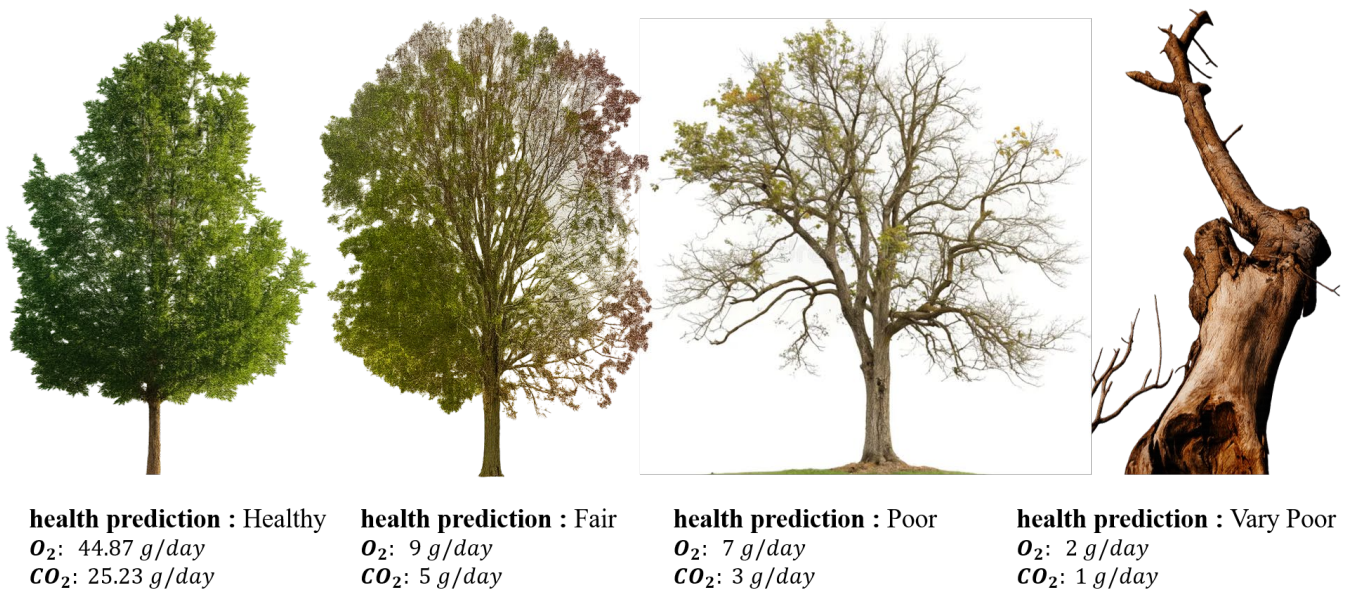 health prediction : Healthy
O₂: 44.87 g/day
CO₂: 25.23 g/day
health prediction : Fair
O₂: 9 g/day
CO₂: 5 g/day
health prediction : Poor
O₂: 7 g/day
CO₂: 3 g/day
health prediction : Vary Poor
O₂: 2 g/day
CO₂: 1 g/day